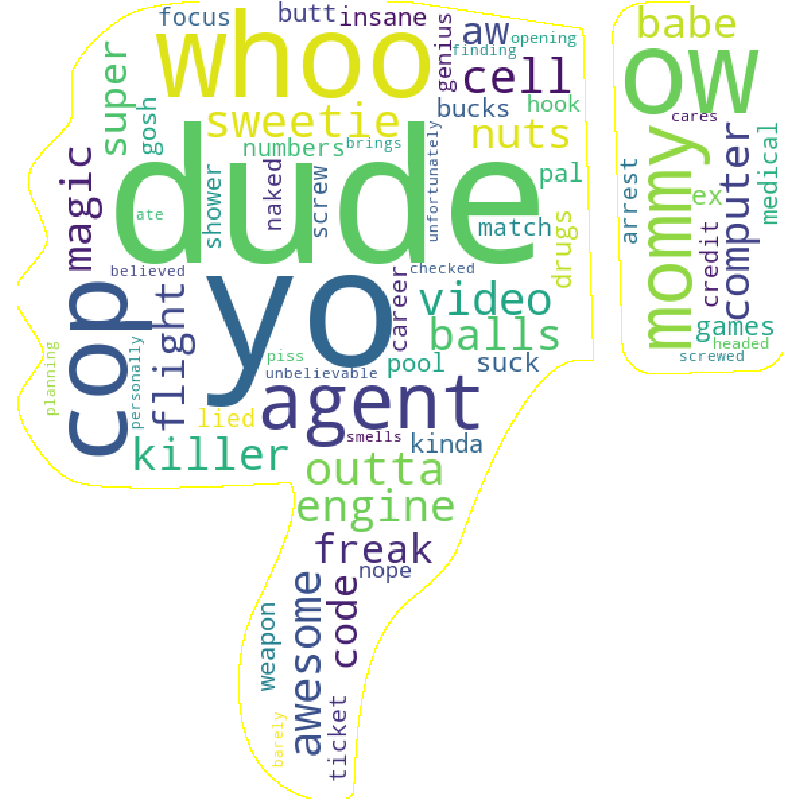 focus
butt
insane
aw
genius
finding
opening
babe
whoo
ow
super
gosh
cell
bucks
hook
cares
sweetie
nuts
numbers
brings
unfortunately
mommy
computer
medical
magic
dude
ate
shower
naked
screw
match
pal
drugs
arrest
ex
credit
believed
yo
checked
career
cop
flight
video
balls
games
headed
screwed
planning
personally
piss
unbelievable
pool
suck
agent
lied
smells
kinda
killer
outta
engine
freak
nope
awesome
code
weapon
barely
ticket